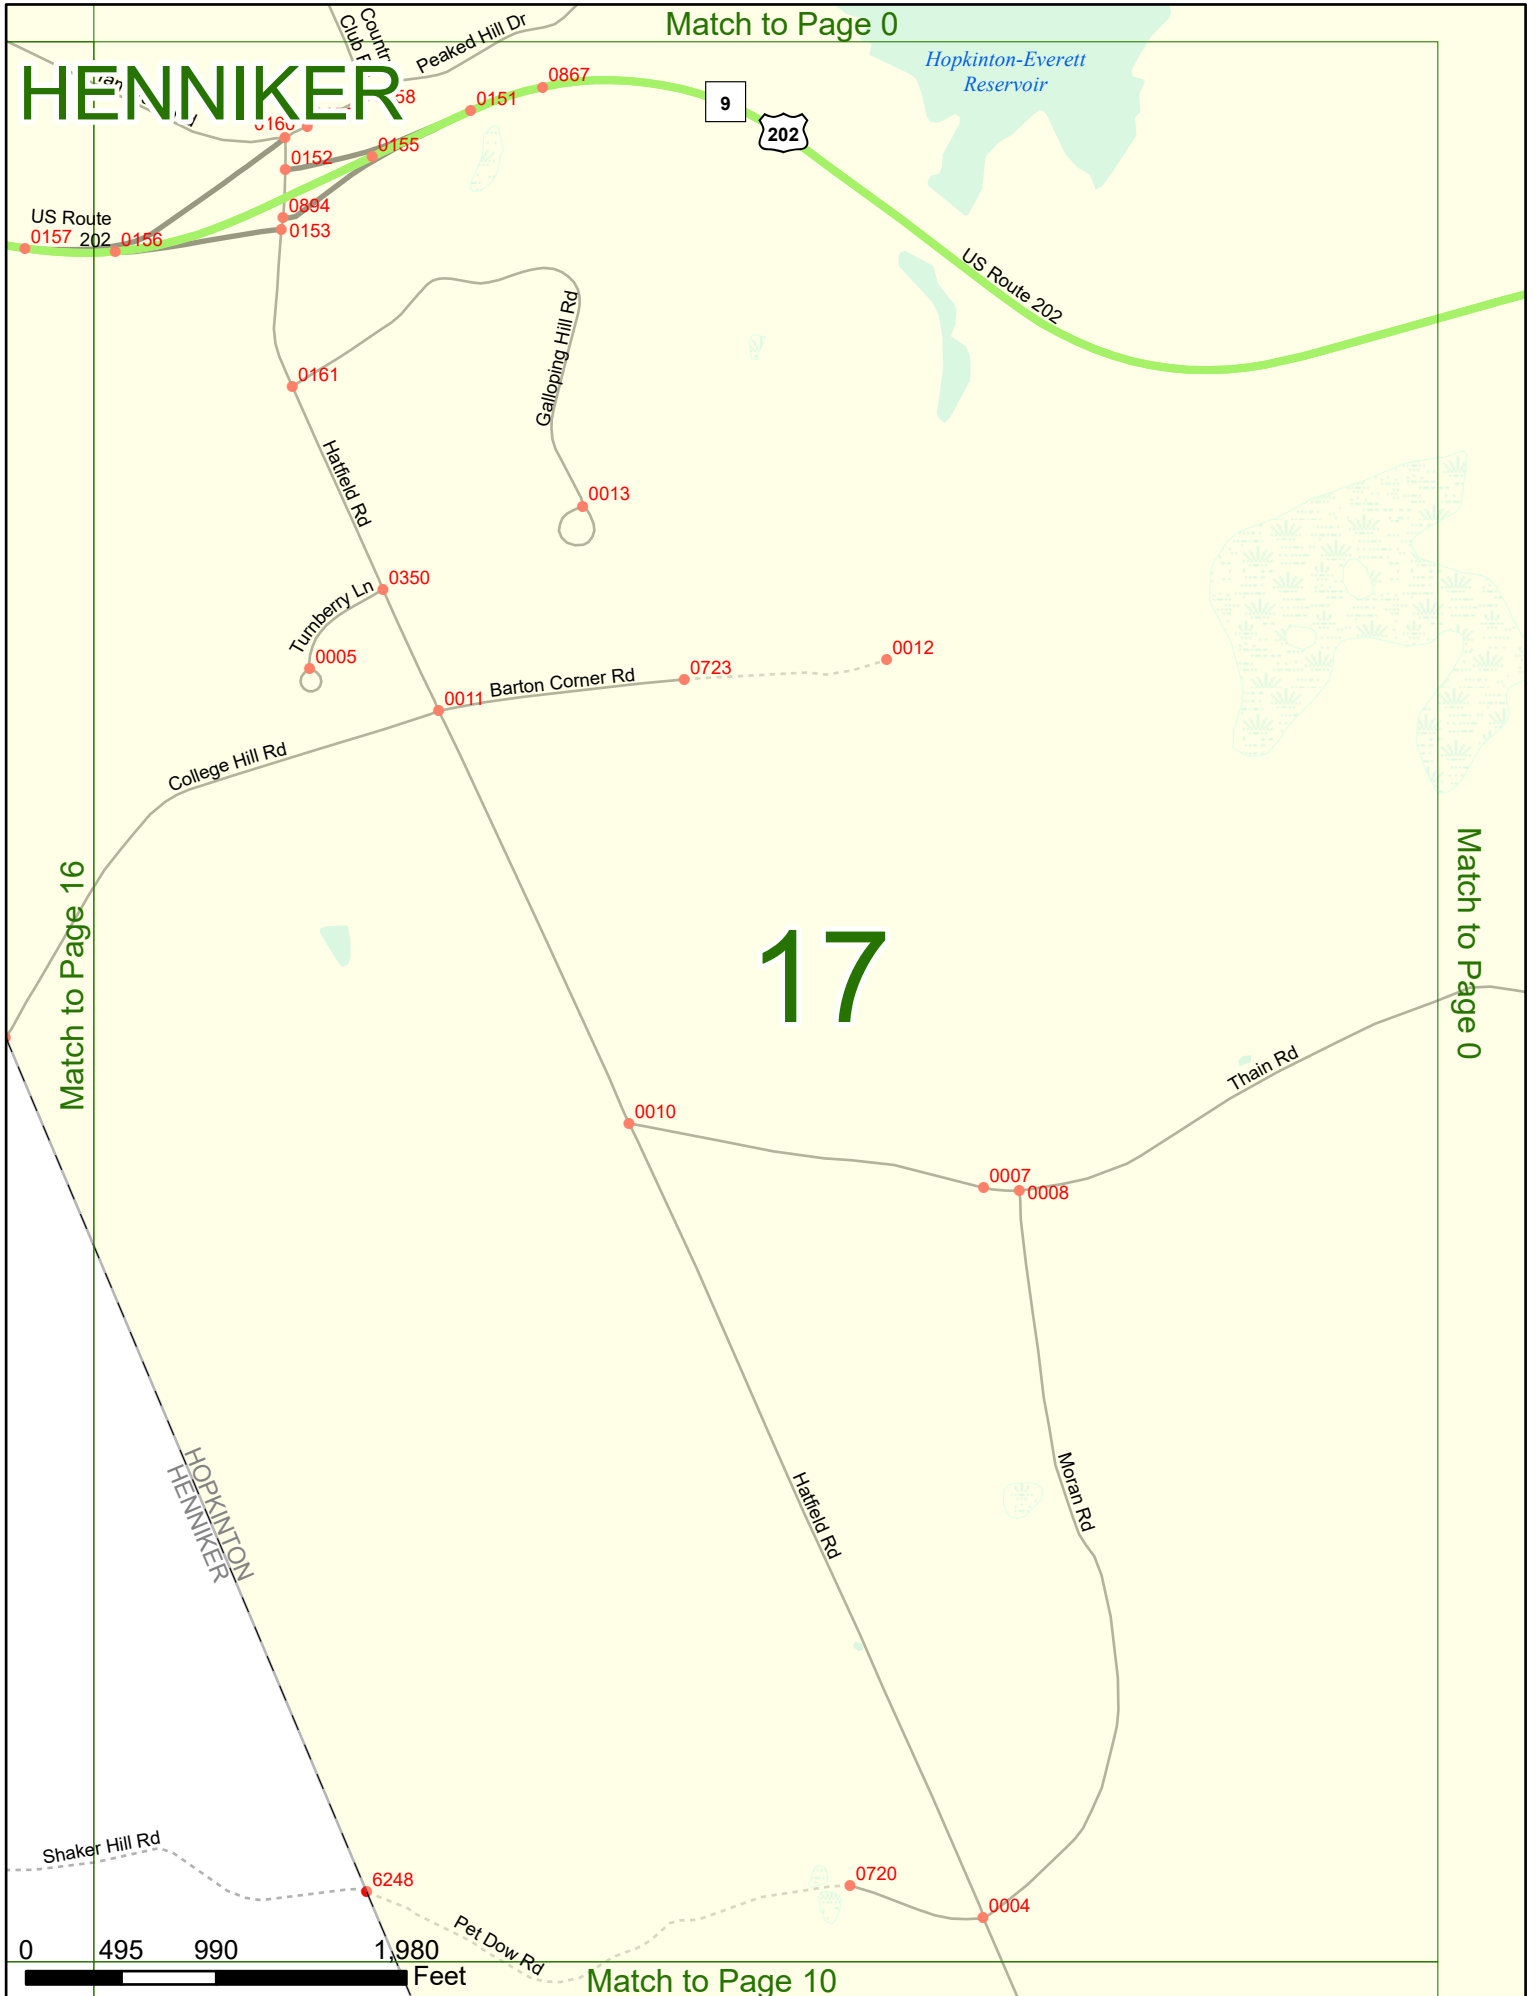 Match to Page 0
HENNIKER
Peaked Hill Dr
Hopkinton-Everett
Reservoir
0867
0151
9
202
0155
0152
0894
0153
US Route
202
0157
0156
US Route 202
Galloping Hill Rd
0161
Hatfield Rd
0013
0350
Turnberry Ln
0005
0012
0723
Barton Corner Rd
0011
College Hill Rd
Match to Page 16
17
Match to Page 0
Thain Rd
0010
0007
0008
HOPKINTON
HENNIKER
Hatfield Rd
Moran Rd
Shaker Hill Rd
6248
0720
0004
Pet Dow Rd
0 495 990 1,980
Feet
Match to Page 10